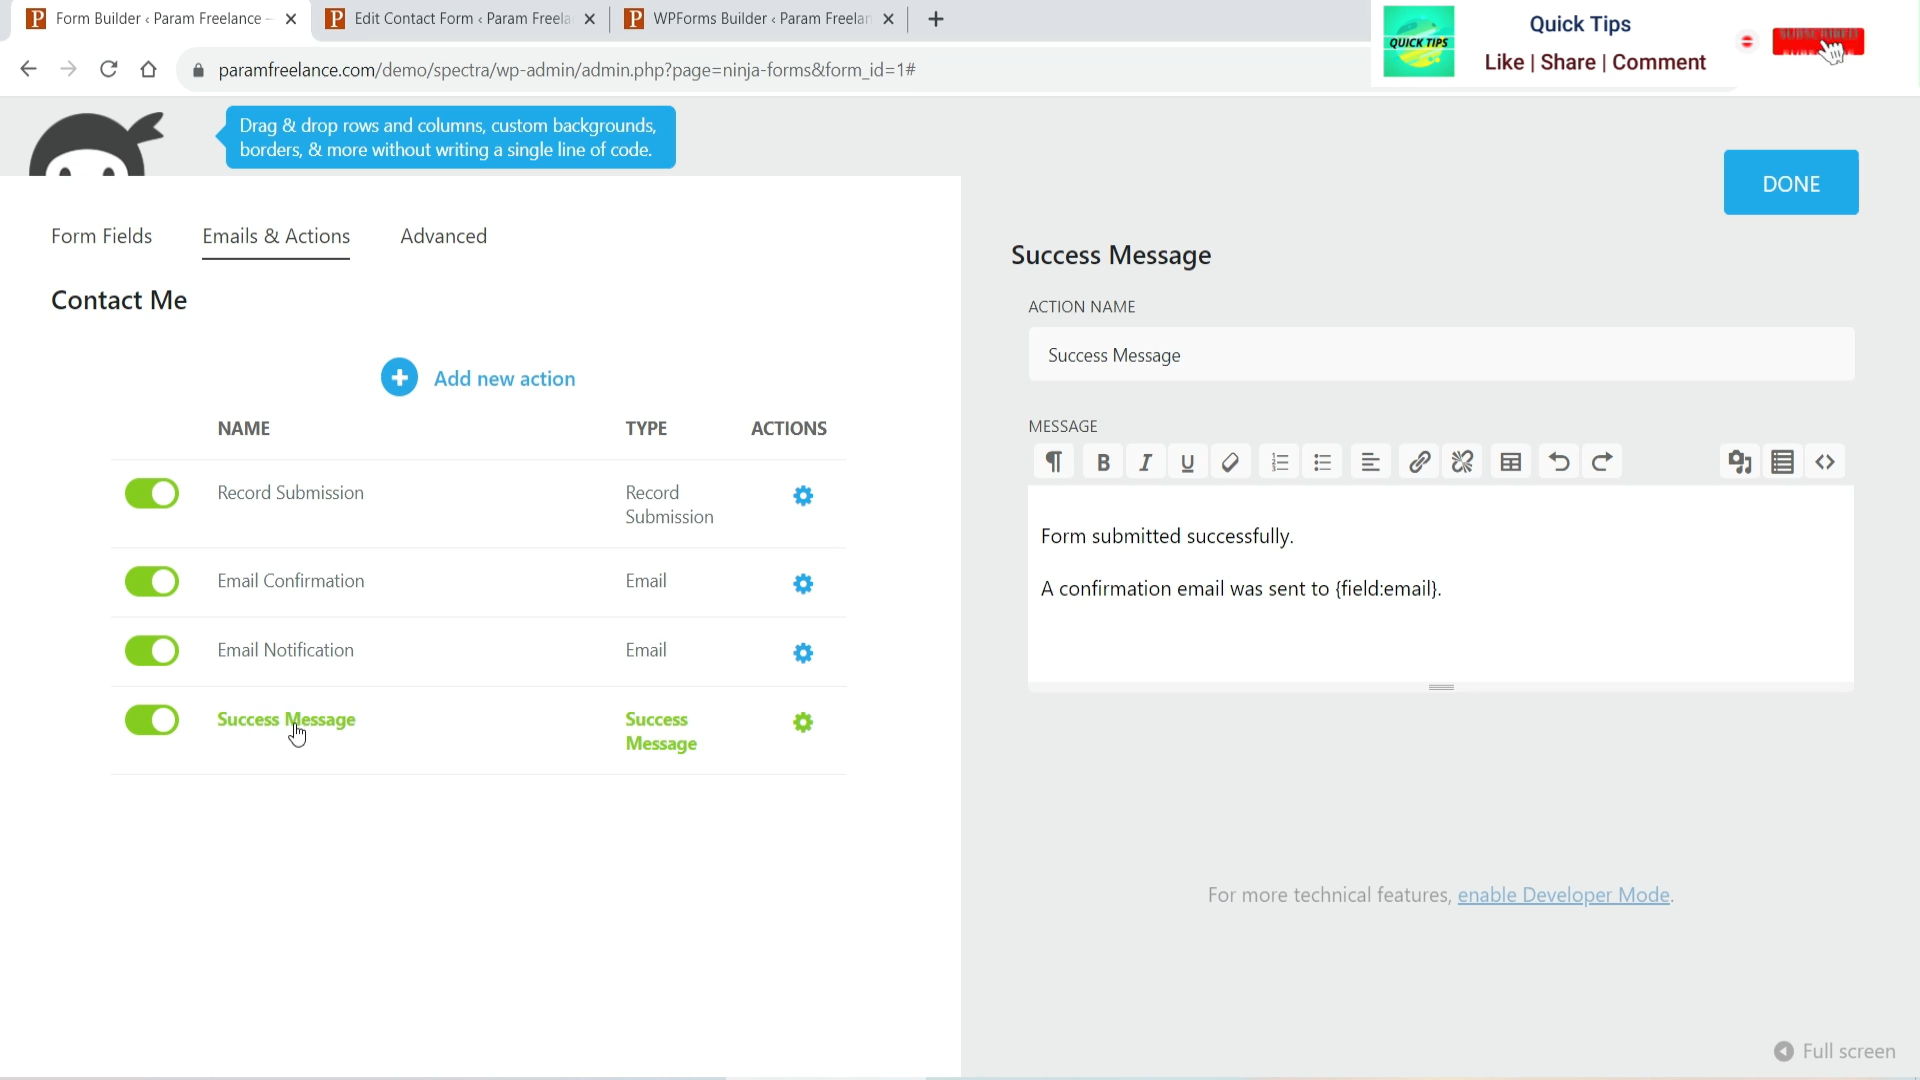 Form Builder ‹ Param Freelance –
Edit Contact Form ‹ Param Freela
WPForms Builder ‹ Param Freelan
paramfreelance.com/demo/spectra/wp-admin/admin.php?page=ninja-forms&form_id=1#
QUICK TIPS
Quick Tips
Like | Share | Comment
Drag & drop rows and columns, custom backgrounds,
borders, & more without writing a single line of code.
DONE
Form Fields
Emails & Actions
Advanced
Contact Me
Add new action
NAME
TYPE
ACTIONS
Record Submission
Record
Submission
Email Confirmation
Email
Email Notification
Email
Success Message
Success
Message
Success Message
ACTION NAME
Success Message
MESSAGE
Form submitted successfully.
A confirmation email was sent to {field:email}.
For more technical features, enable Developer Mode.
Full screen